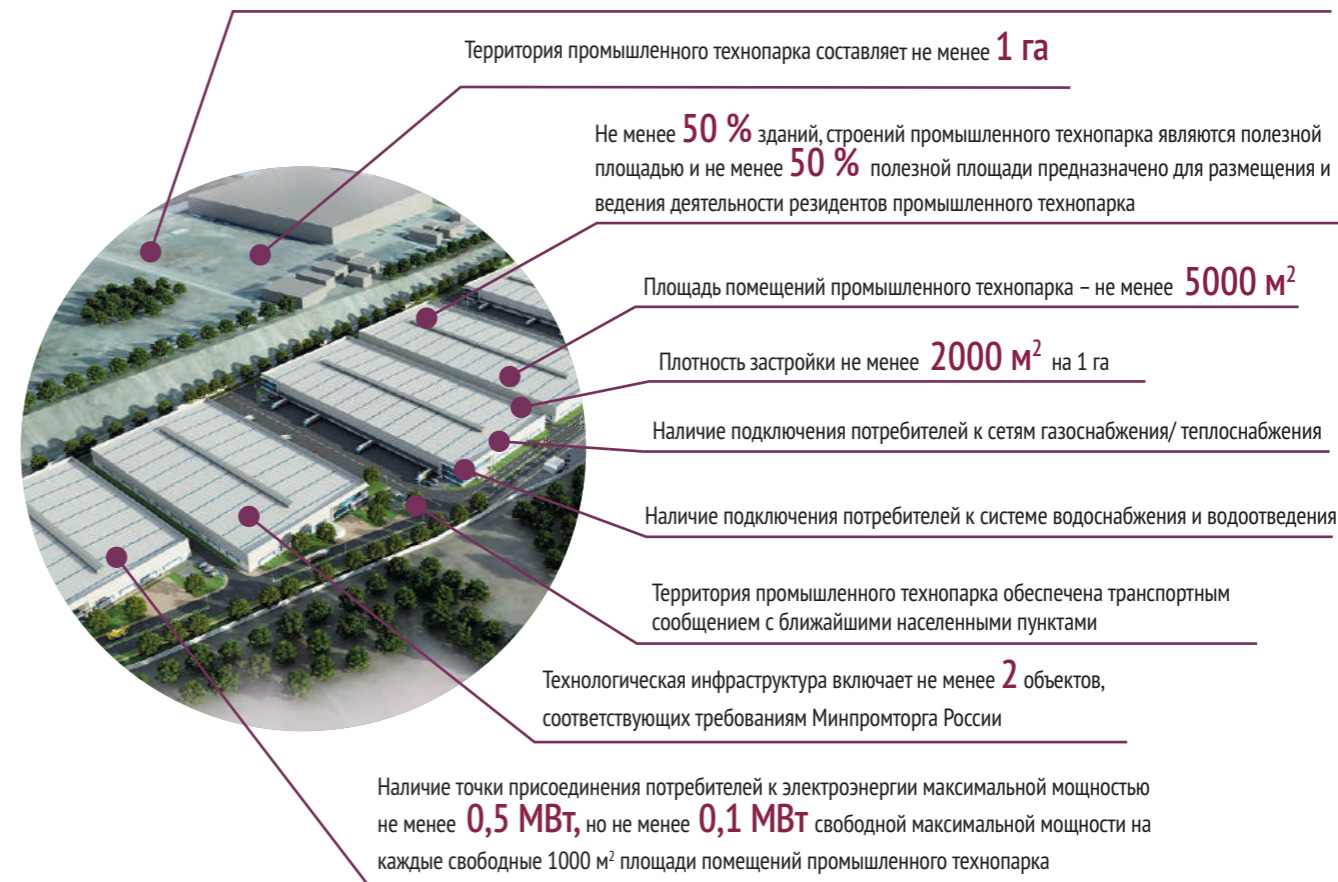 Территория промышленного технопарка составляет не менее 1 га
Не менее 50 % зданий, строений промышленного технопарка являются полезной
площадью и не менее 50 % полезной площади предназначено для размещения и
ведения деятельности резидентов промышленного технопарка
Площадь помещений промышленного технопарка – не менее 5000 м²
Плотность застройки не менее 2000 м² на 1 га
Наличие подключения потребителей к сетям газоснабжения/ теплоснабжения
Наличие подключения потребителей к системе водоснабжения и водоотведения
Территория промышленного технопарка обеспечена транспортным
сообщением с ближайшими населенными пунктами
Технологическая инфраструктура включает не менее 2 объектов,
соответствующих требованиям Минпромторга России
Наличие точки присоединения потребителей к электроэнергии максимальной мощностью
не менее 0,5 МВт, но не менее 0,1 МВт свободной максимальной мощности на
каждые свободные 1000 м² площади помещений промышленного технопарка